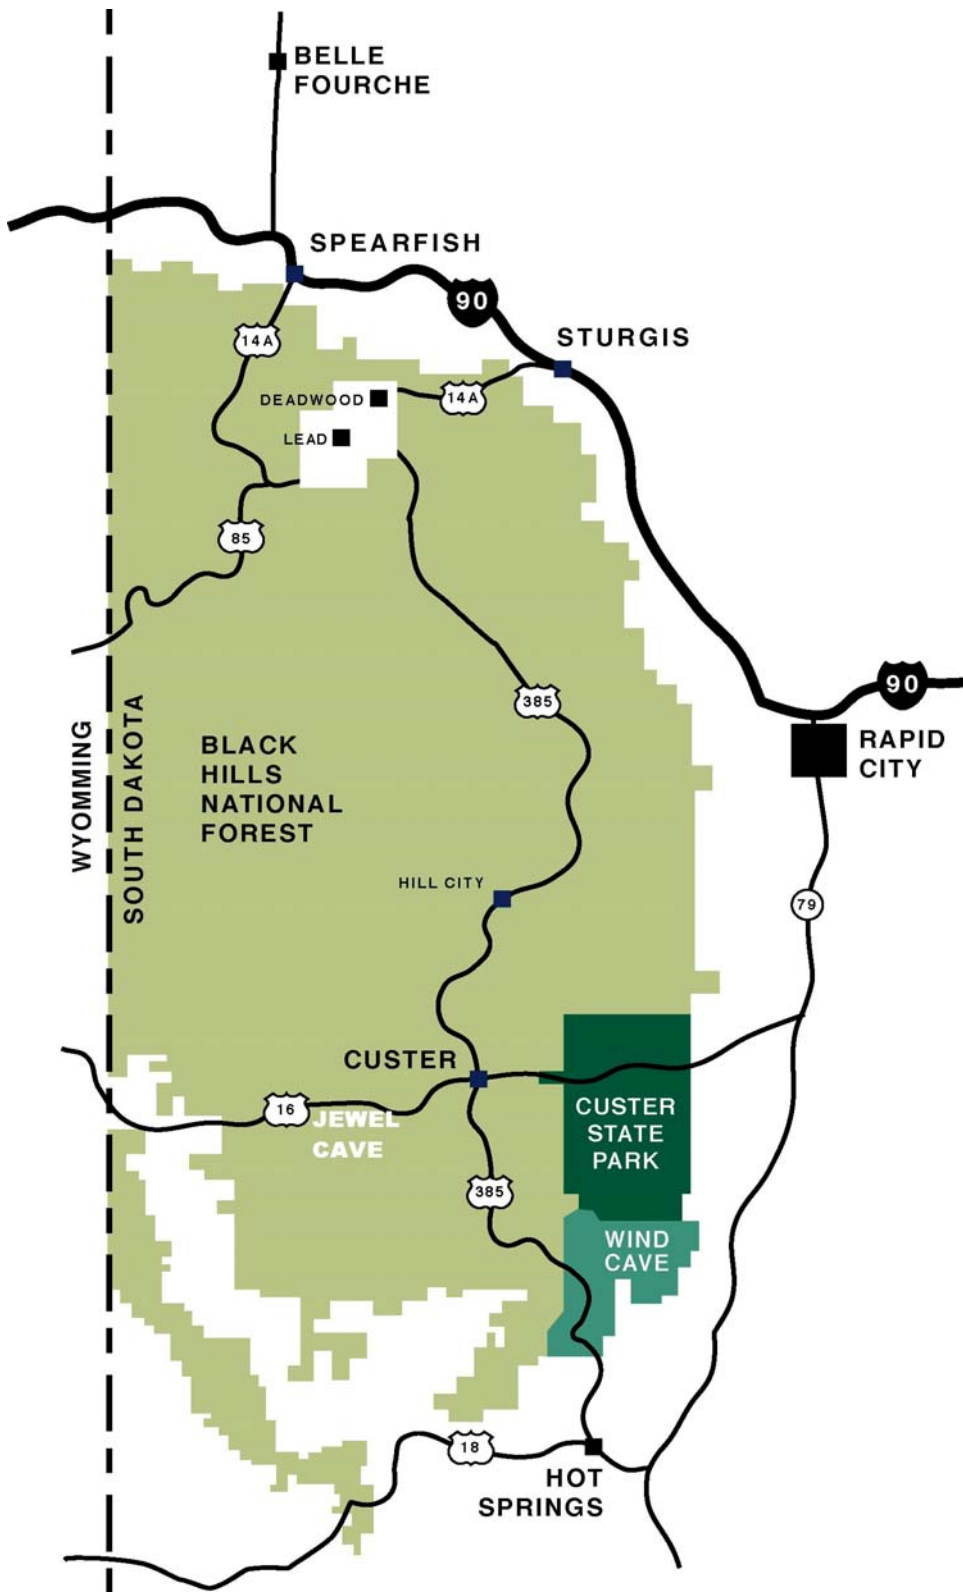 BELLE
FOURCHE
SPEARFISH
90
STURGIS
14A
DEADWOOD
14A
LEAD
85
385
90
RAPID
CITY
WYOMMING
SOUTH DAKOTA
BLACK
HILLS
NATIONAL
FOREST
HILL CITY
79
CUSTER
16
JEWEL
CAVE
CUSTER
STATE
PARK
385
WIND
CAVE
18
HOT
SPRINGS